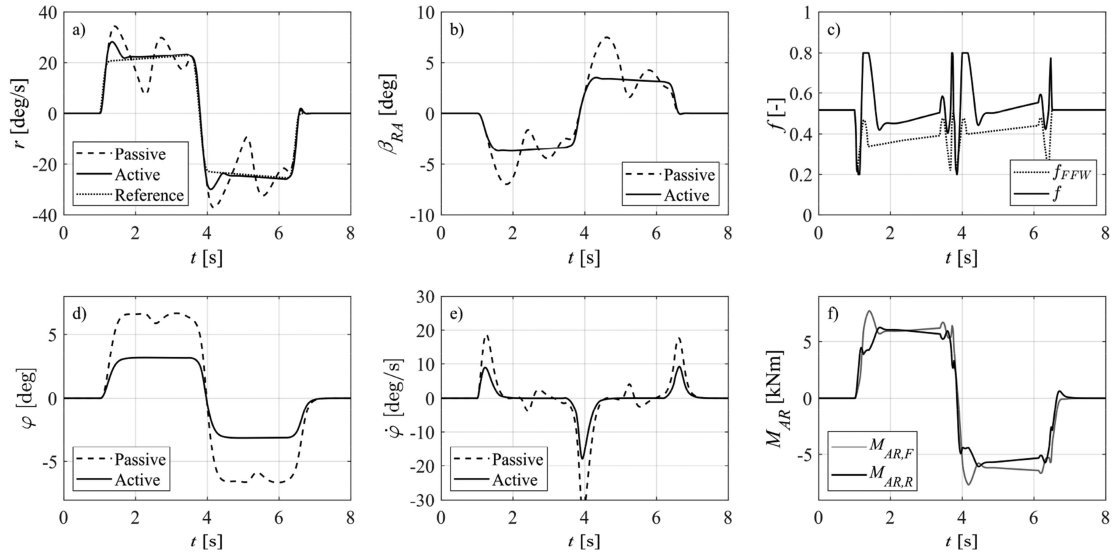 a)
r [deg/s]
40
20
0
-20
-40
Passive
Active
Reference
0 2 4 6 8
t [s]
b)
β_RA [deg]
10
5
0
-5
-10
Passive
Active
0 2 4 6 8
t [s]
c)
f [-]
1
0.8
0.6
0.4
0.2
0
f_FFW
f
0 2 4 6 8
t [s]
d)
φ [deg]
5
0
-5
Passive
Active
0 2 4 6 8
t [s]
e)
φ̇ [deg/s]
30
20
10
0
-10
-20
-30
Passive
Active
0 2 4 6 8
t [s]
f)
M_AR [kNm]
5
0
-5
M_AR,F
M_AR,R
0 2 4 6 8
t [s]